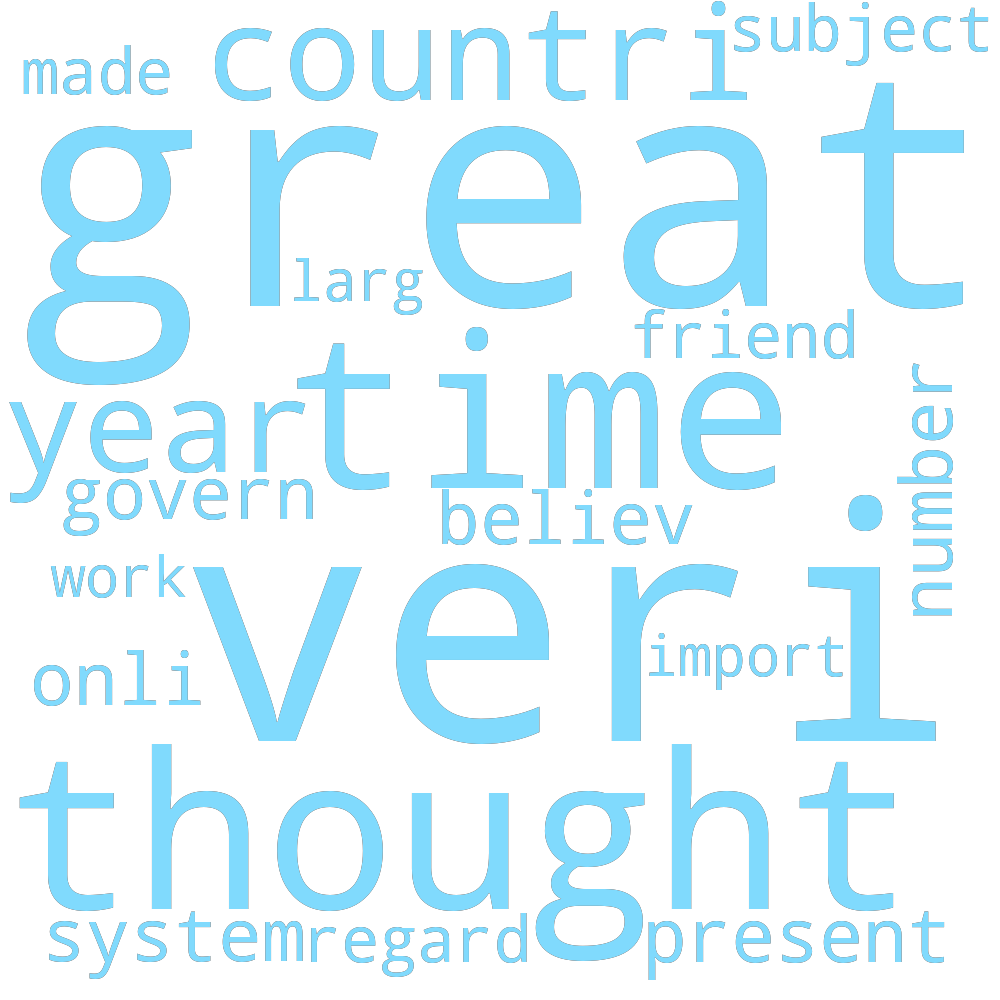 subject
countri
made
great
larg
friend
time
year
number
govern
believ
veri
work
import
onli
thought
system
regard
present